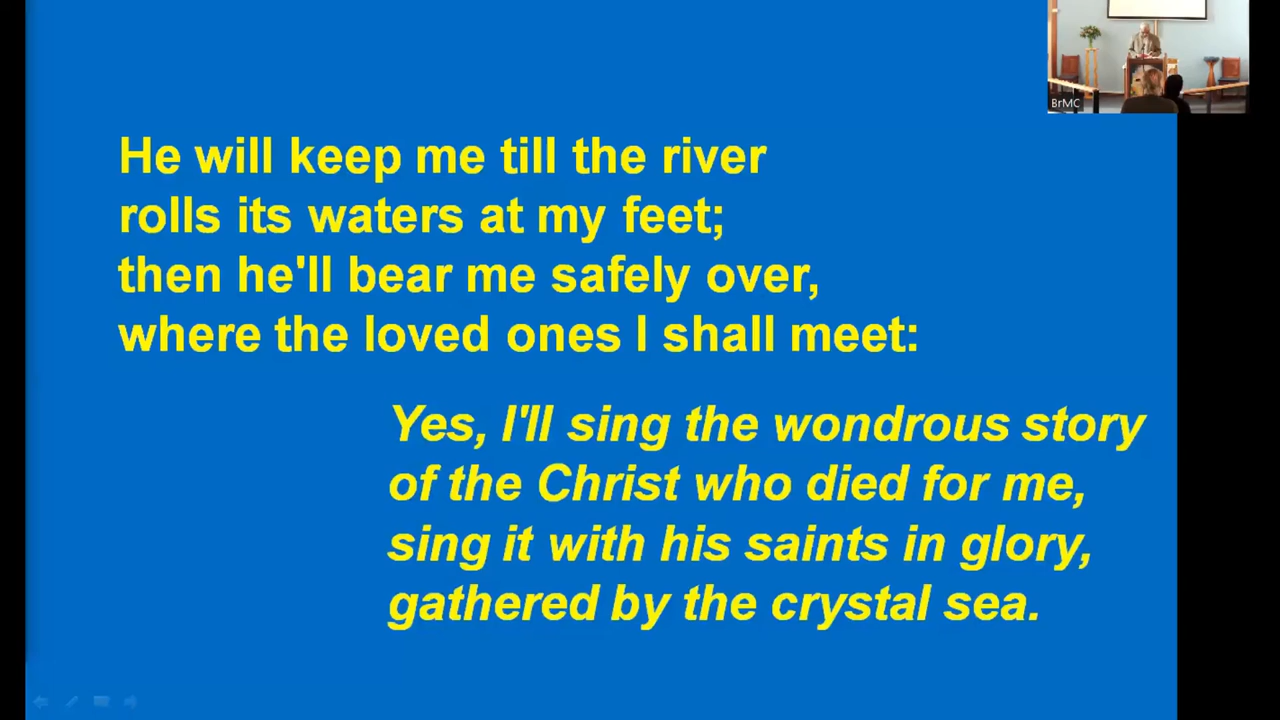 BrMC
He will keep me till the river
rolls its waters at my feet;
then he'll bear me safely over,
where the loved ones I shall meet:
Yes, I'll sing the wondrous story
of the Christ who died for me,
sing it with his saints in glory,
gathered by the crystal sea.